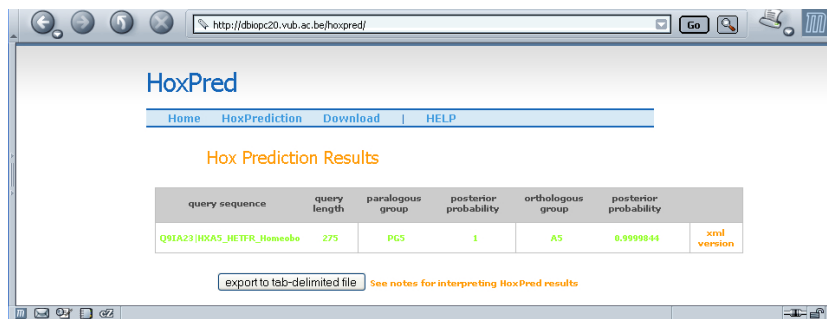 http://dbiopc20.vub.ac.be/hoxpred/ Go
HoxPred
Home HoxPrediction Download | HELP
Hox Prediction Results
query sequence query length paralogous group posterior probability orthologous group posterior probability
Q9IA23|HXA5_HETFR_Homeobo 275 PG5 1 A5 0.9999844 xml version
export to tab-delimited file See notes for interpreting HoxPred results